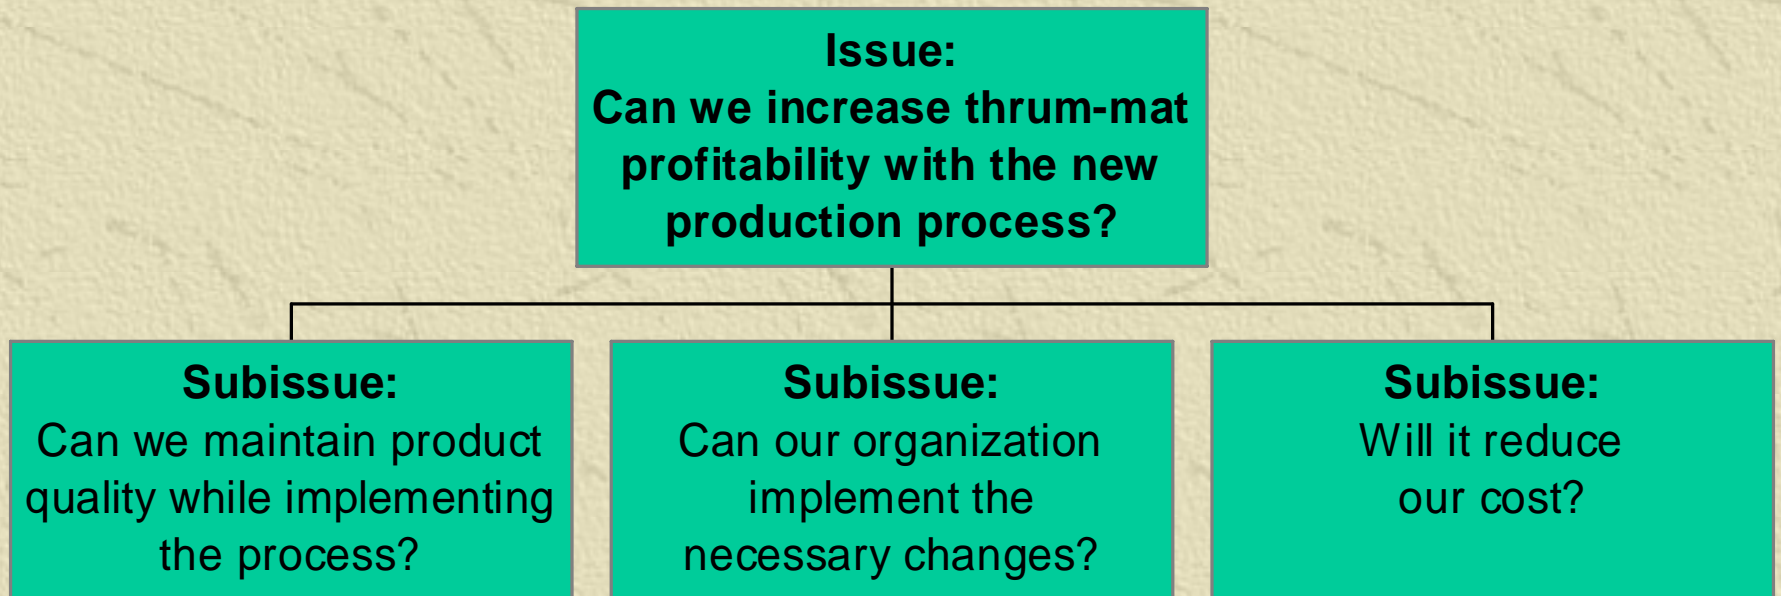 Issue:
Can we increase thrum-mat
profitability with the new
production process?
Subissue:
Can we maintain product
quality while implementing
the process?
Subissue:
Can our organization
implement the
necessary changes?
Subissue:
Will it reduce
our cost?